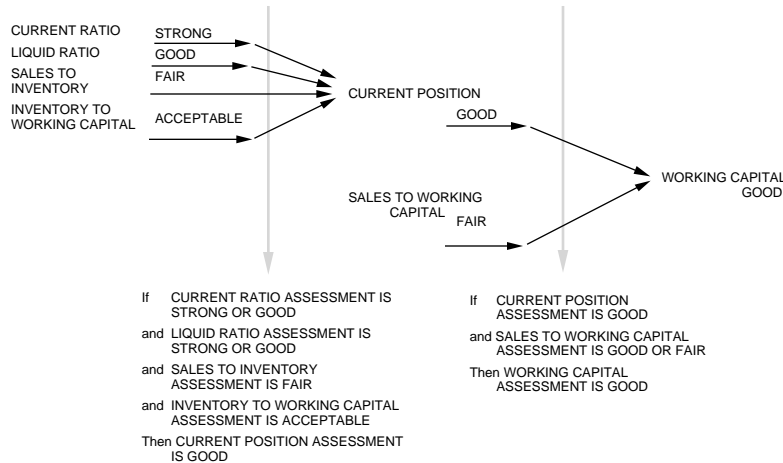 CURRENT RATIO STRONG
LIQUID RATIO GOOD
SALES TO FAIR
INVENTORY
INVENTORY TO
WORKING CAPITAL ACCEPTABLE
CURRENT POSITION
GOOD
WORKING CAPITAL
GOOD
SALES TO WORKING
CAPITAL FAIR
If CURRENT RATIO ASSESSMENT IS
STRONG OR GOOD
and LIQUID RATIO ASSESSMENT IS
STRONG OR GOOD
and SALES TO INVENTORY
ASSESSMENT IS FAIR
and INVENTORY TO WORKING CAPITAL
ASSESSMENT IS ACCEPTABLE
Then CURRENT POSITION ASSESSMENT
IS GOOD
If CURRENT POSITION
ASSESSMENT IS GOOD
and SALES TO WORKING CAPITAL
ASSESSMENT IS GOOD OR FAIR
Then WORKING CAPITAL
ASSESSMENT IS GOOD